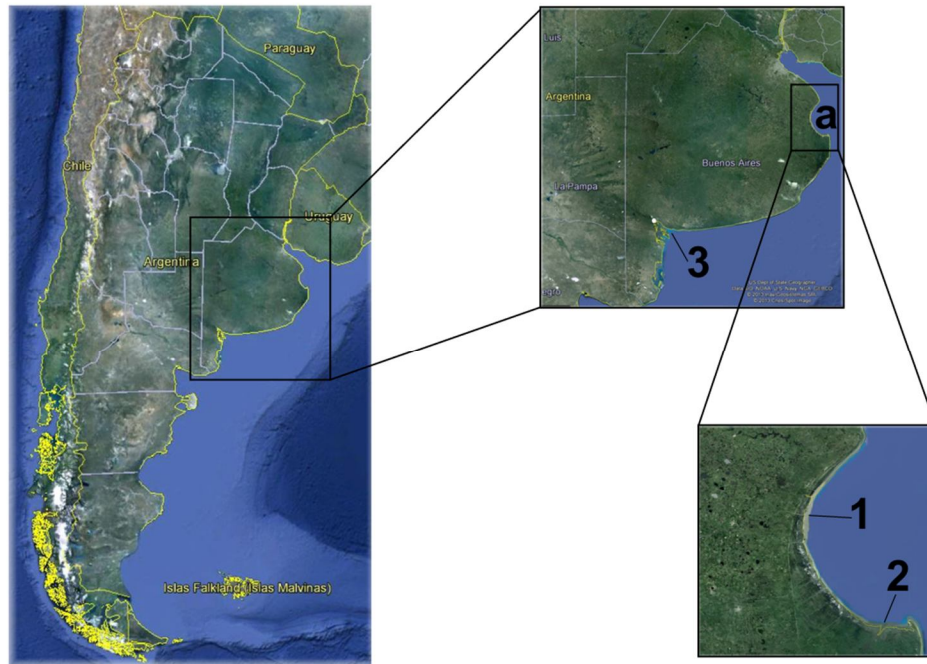 Paraguay
Chile
Uruguay
Argentina
Islas Falkland (Islas Malvinas)
Luis
Argentina
a
Buenos Aires
La Pampa
3
1
2